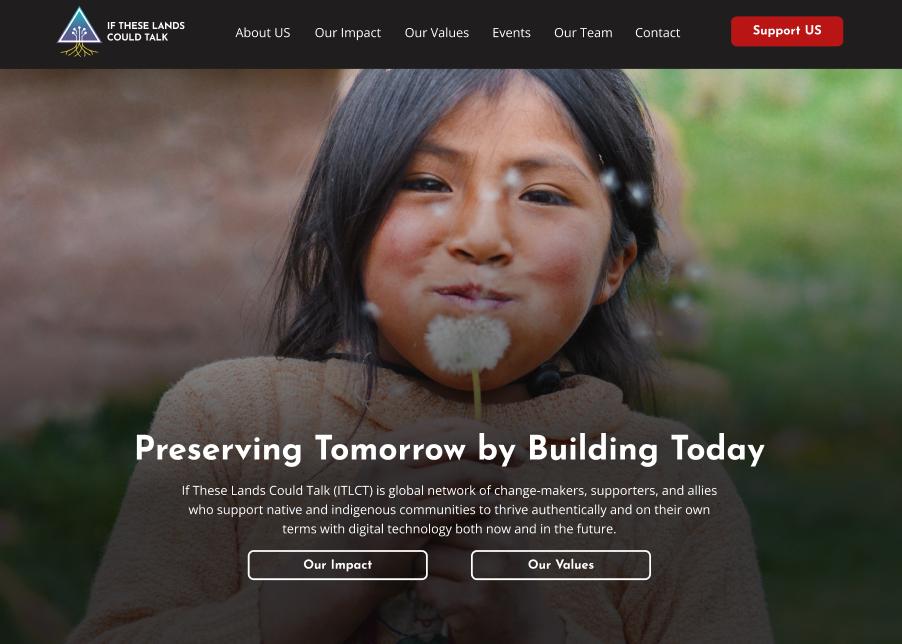 IF THESE LANDS
COULD TALK
About US
Our Impact
Our Values
Events
Our Team
Contact
Support US
Preserving Tomorrow by Building Today
If These Lands Could Talk (ITLCT) is global network of change-makers, supporters, and allies
who support native and indigenous communities to thrive authentically and on their own
terms with digital technology both now and in the future.
Our Impact
Our Values